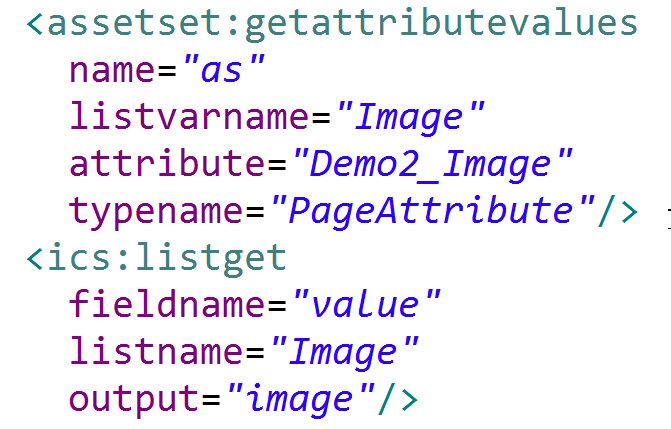 <assetset:getattributevalues
name="as"
listvarname="Image"
attribute="Demo2_Image"
typename="PageAttribute"/>
<ics:listget
fieldname="value"
listname="Image"
output="image"/>